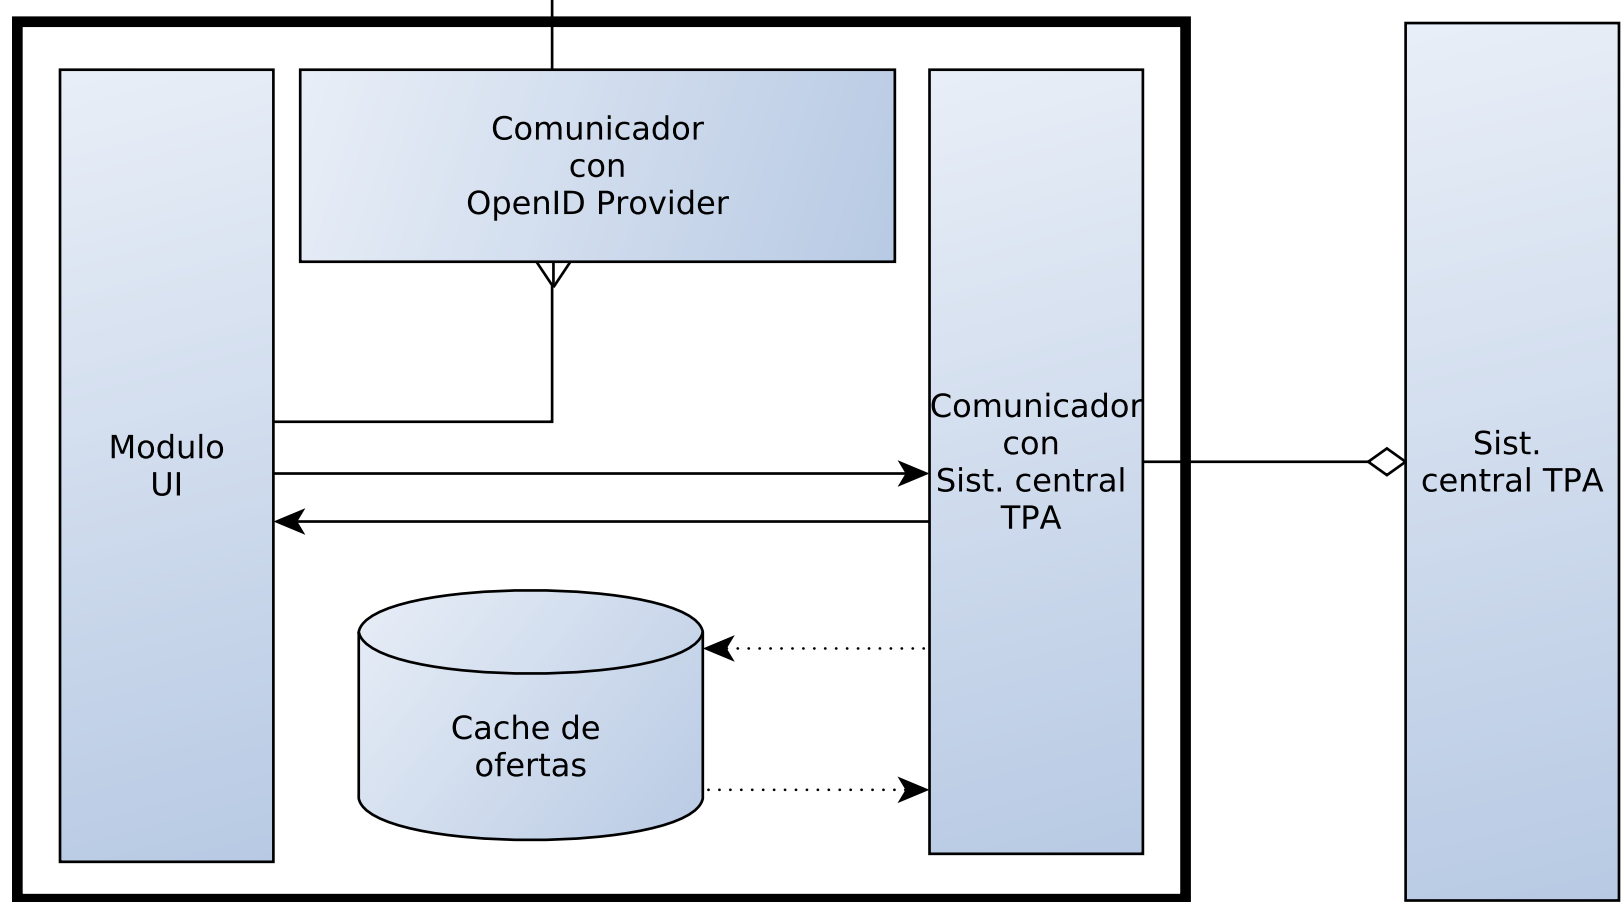 Comunicador
con
OpenID Provider
Modulo
UI
Comunicador
con
Sist. central
TPA
Sist.
central TPA
Cache de
ofertas